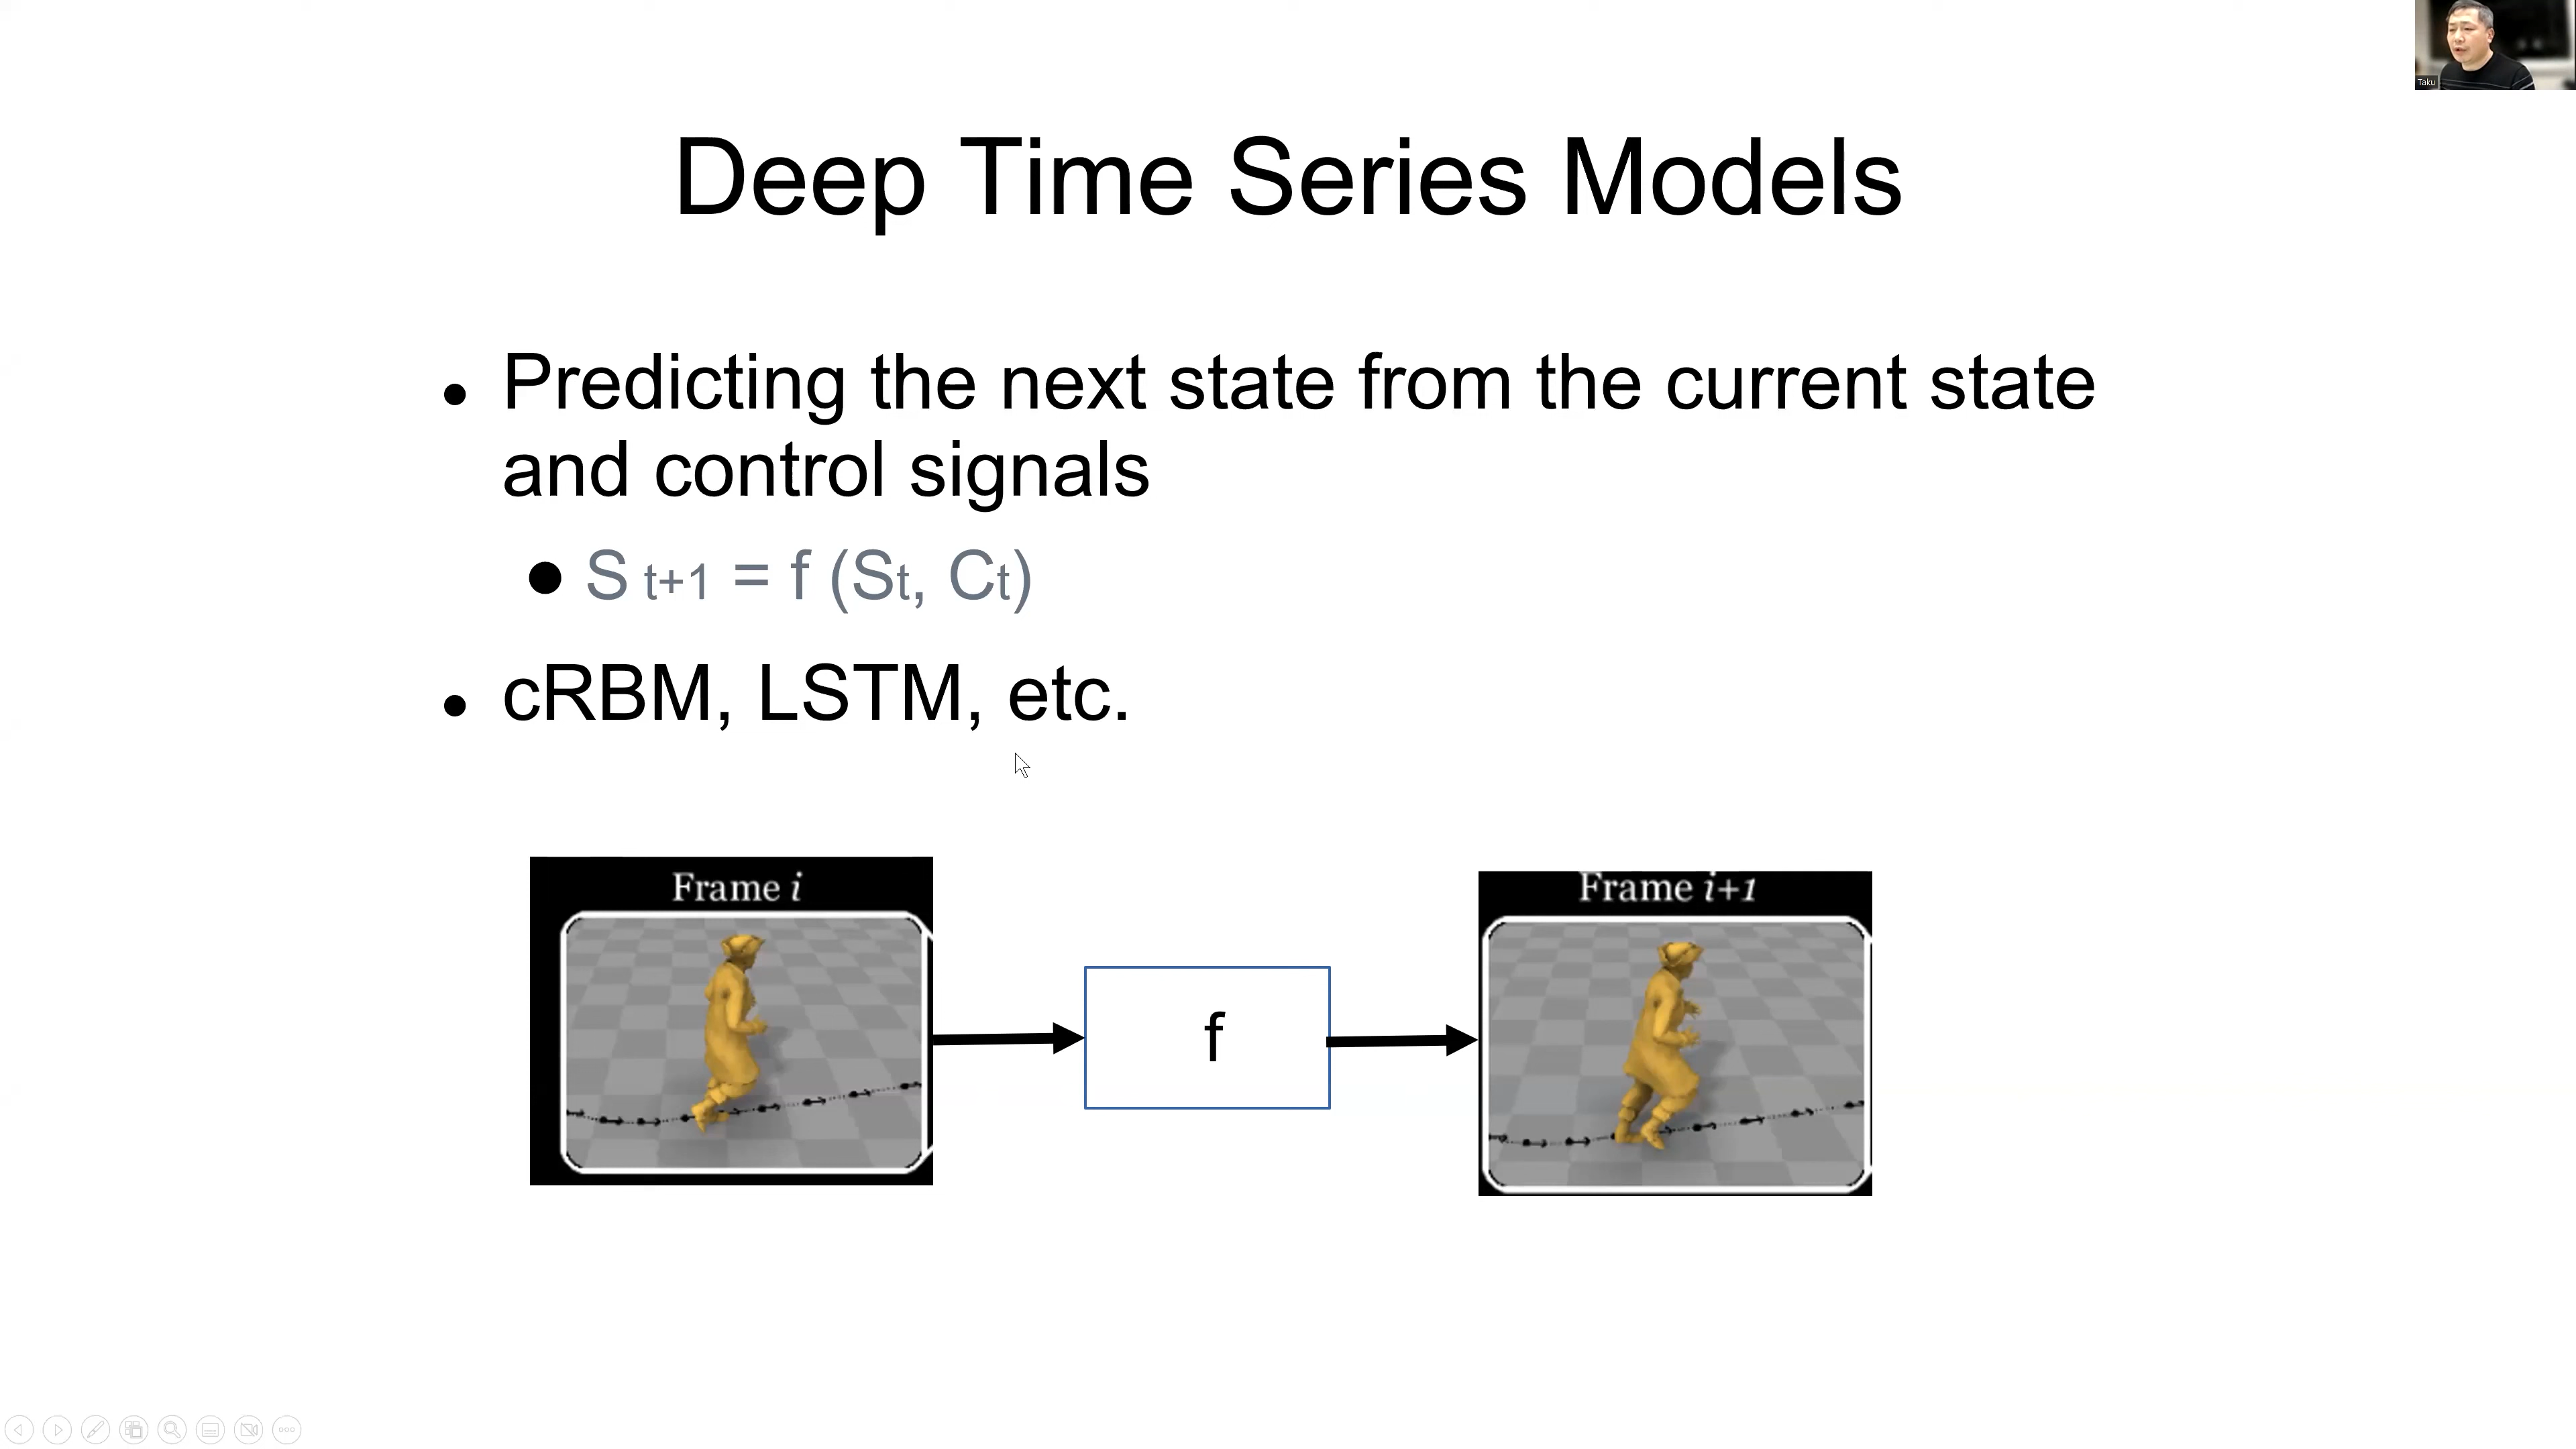 Taku
Deep Time Series Models
• Predicting the next state from the current state
and control signals
• S t+1 = f (St, Ct)
• cRBM, LSTM, etc.
Frame i
Frame i+1
f